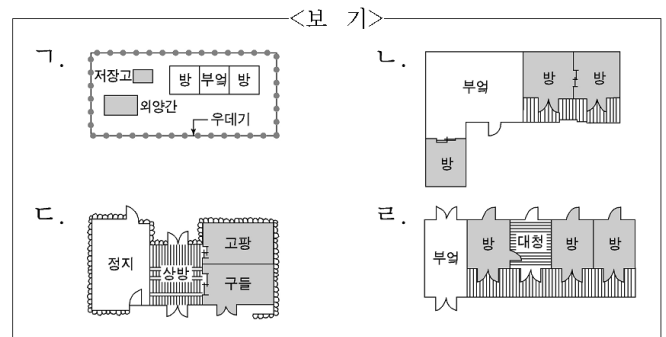 <보 기>
ㄱ.
저장고
방 부엌 방
외양간
우데기
ㄴ.
부엌
방 방
방
ㄷ.
정지
상방
고팡
구들
ㄹ.
부엌
방
대청
방 방